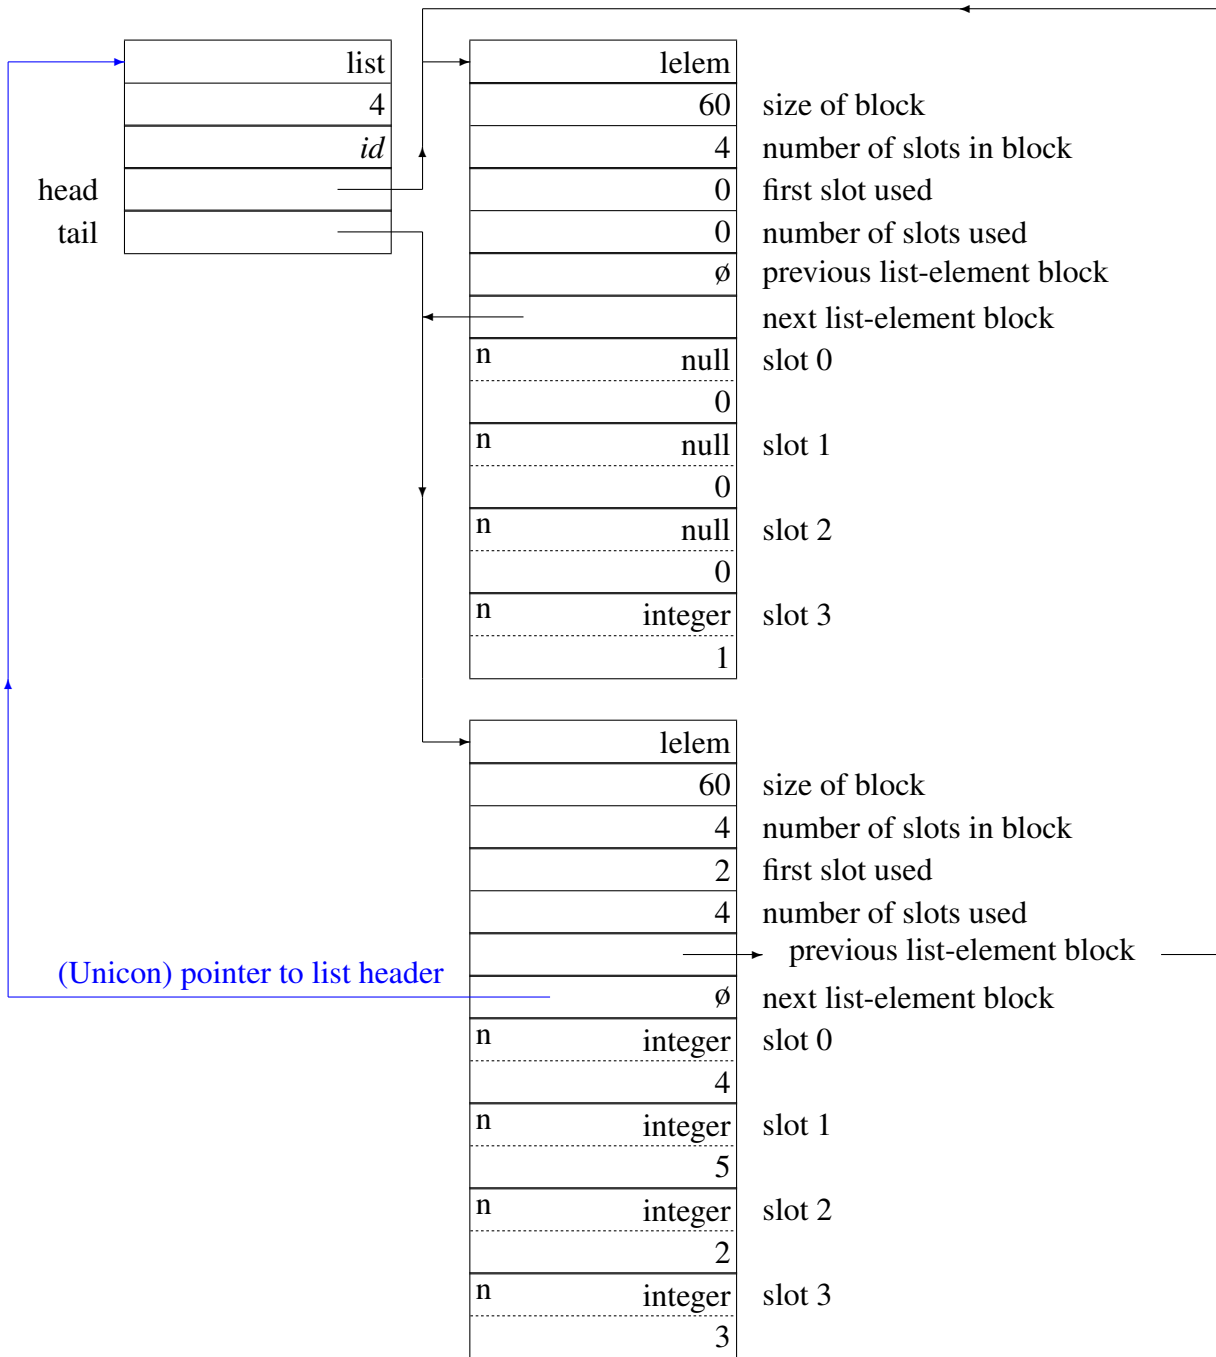 list
4
id
head
tail
lelem
60 size of block
4 number of slots in block
0 first slot used
0 number of slots used
ø previous list-element block
next list-element block
n null slot 0
0
n null slot 1
0
n null slot 2
0
n integer slot 3
1
lelem
60 size of block
4 number of slots in block
2 first slot used
4 number of slots used
previous list-element block
(Unicon) pointer to list header
ø next list-element block
n integer slot 0
4
n integer slot 1
5
n integer slot 2
2
n integer slot 3
3